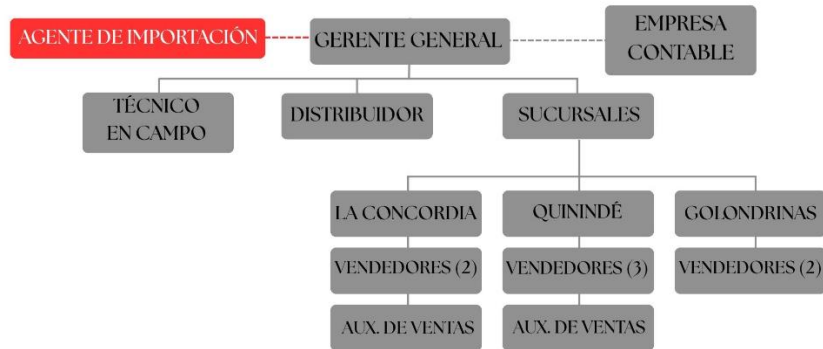 AGENTE DE IMPORTACIÓN
GERENTE GENERAL
EMPRESA
CONTABLE
TÉCNICO
EN CAMPO
DISTRIBUIDOR
SUCURSALES
LA CONCORDIA
QUININDÉ
GOLONDRINAS
VENDEDORES (2)
VENDEDORES (3)
VENDEDORES (2)
AUX. DE VENTAS
AUX. DE VENTAS